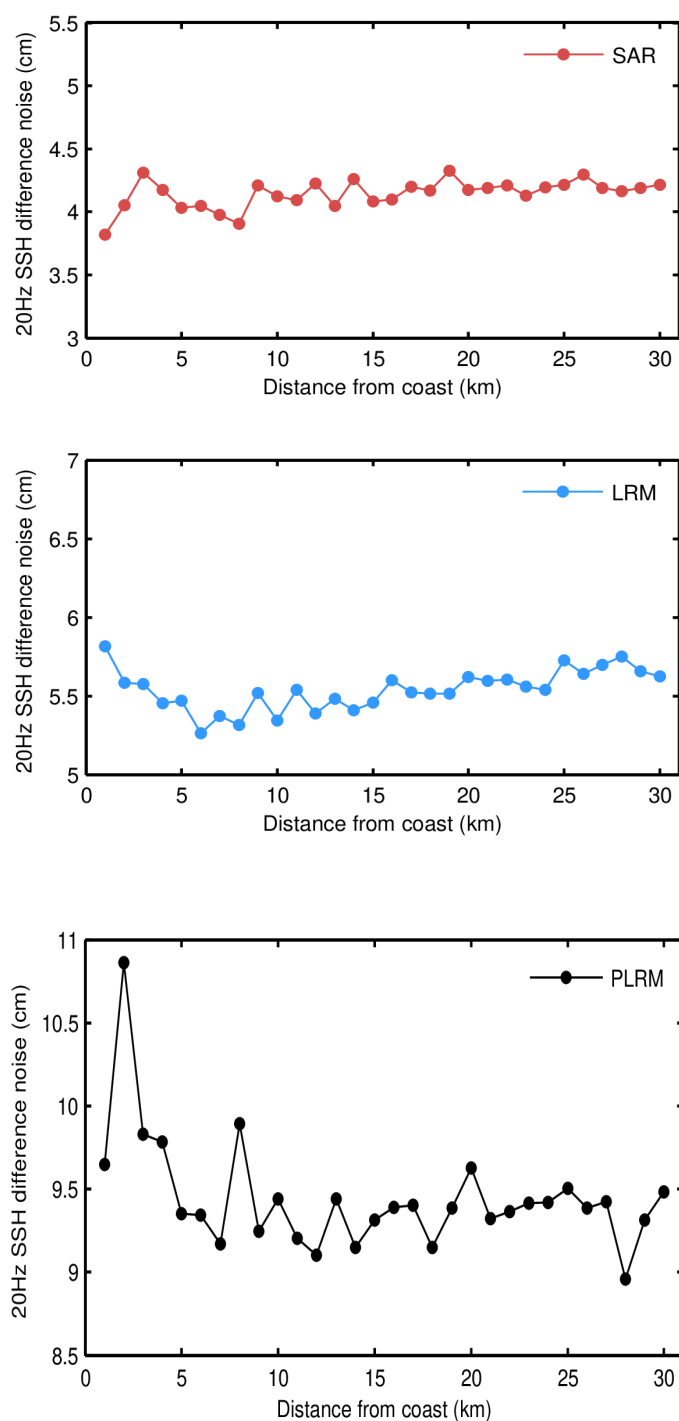 5.5
5
4.5
4
3.5
3
20Hz SSH difference noise (cm)
SAR
0 5 10 15 20 25 30
Distance from coast (km)
7
6.5
6
5.5
5
20Hz SSH difference noise (cm)
LRM
0 5 10 15 20 25 30
Distance from coast (km)
11
10.5
10
9.5
9
8.5
20Hz SSH difference noise (cm)
PLRM
0 5 10 15 20 25 30
Distance from coast (km)